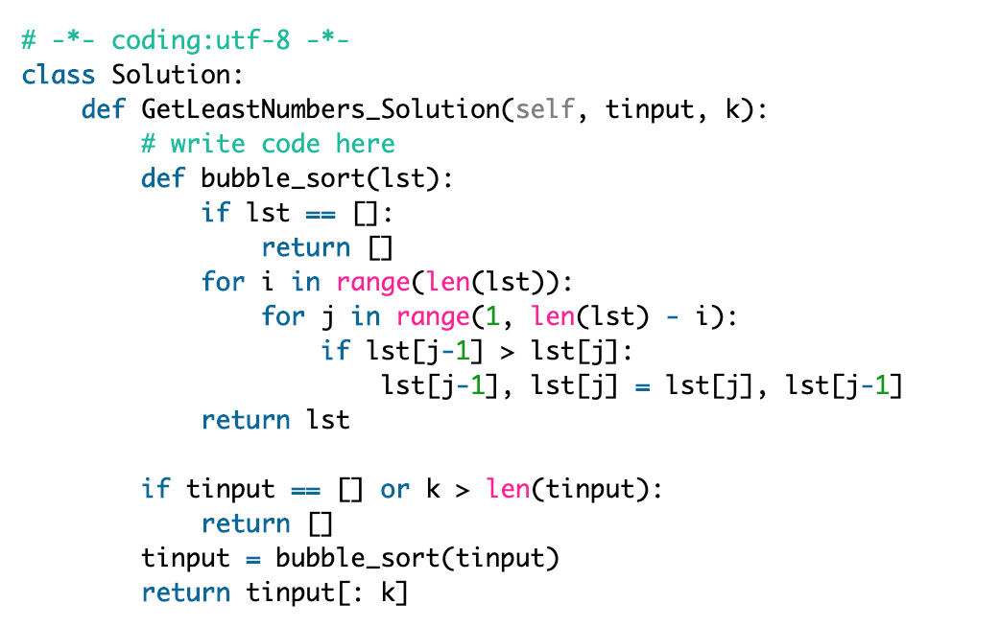 # -*- coding:utf-8 -*-
class Solution:
    def GetLeastNumbers_Solution(self, tinput, k):
        # write code here
        def bubble_sort(lst):
            if lst == []:
                return []
            for i in range(len(lst)):
                for j in range(1, len(lst) - i):
                    if lst[j-1] > lst[j]:
                        lst[j-1], lst[j] = lst[j], lst[j-1]
            return lst

        if tinput == [] or k > len(tinput):
            return []
        tinput = bubble_sort(tinput)
        return tinput[: k]